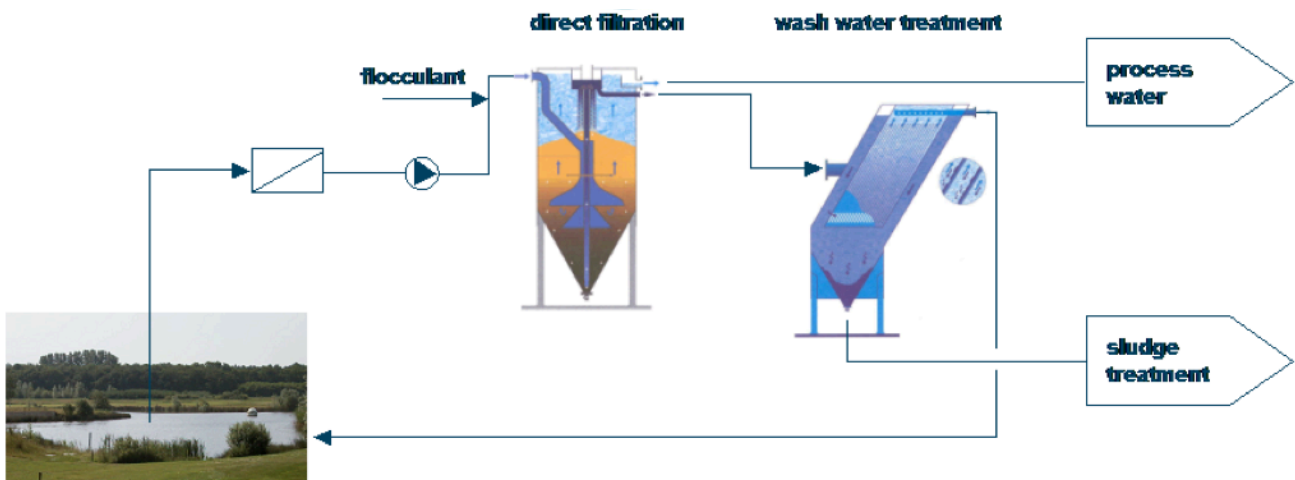 direct filtration
wash water treatment
flocculant
process
water
sludge
treatment